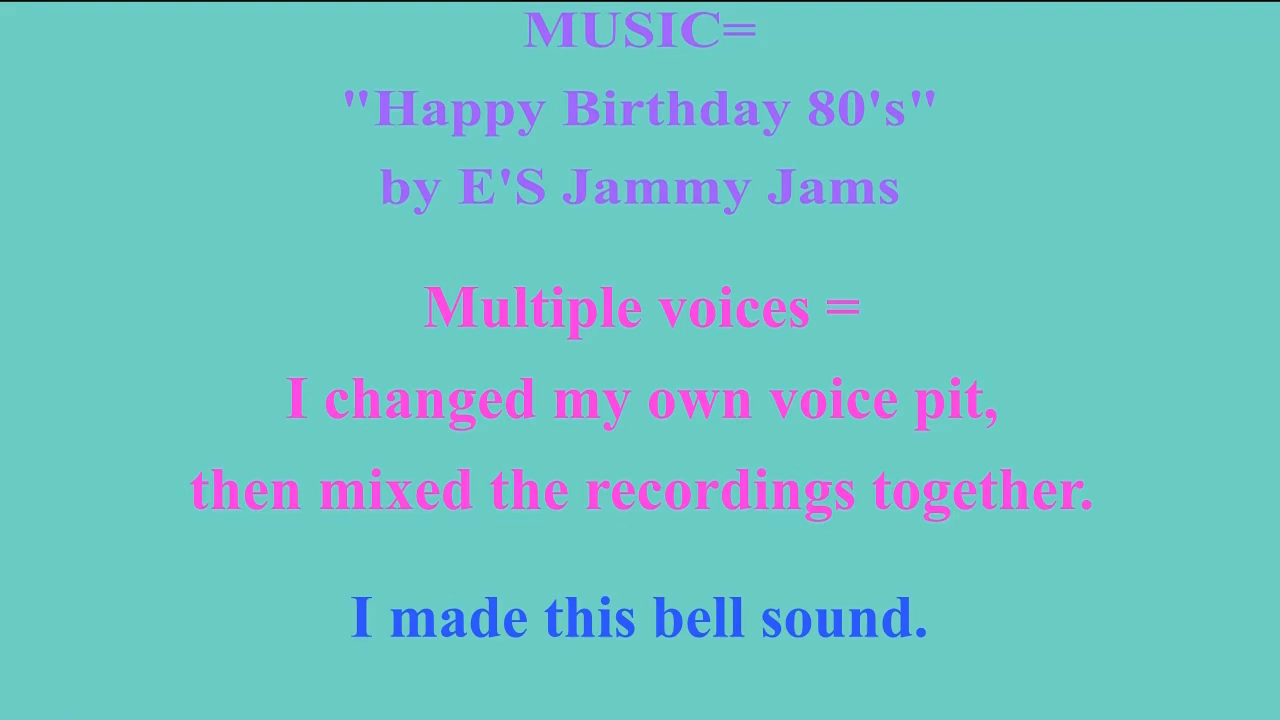 MUSIC=
"Happy Birthday 80's"
by E'S Jammy Jams
Multiple voices =
I changed my own voice pit,
then mixed the recordings together.
I made this bell sound.